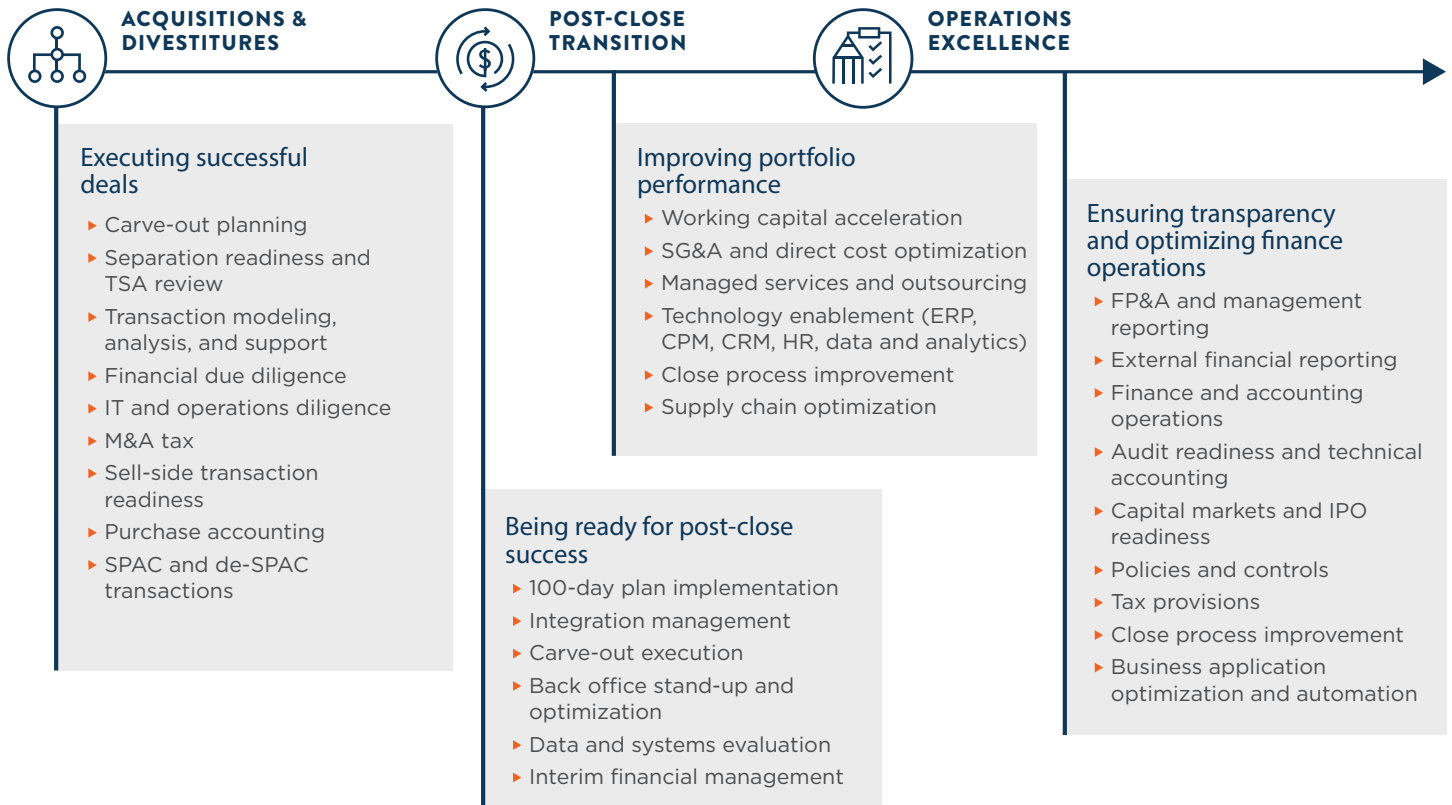 ACQUISITIONS &
DIVESTITURES
POST-CLOSE
TRANSITION
OPERATIONS
EXCELLENCE
$
Executing successful
deals
Carve-out planning
Separation readiness and
TSA review
Transaction modeling,
analysis, and support
Financial due diligence
IT and operations diligence
M&A tax
Sell-side transaction
readiness
Purchase accounting
SPAC and de-SPAC
transactions
Being ready for post-close
success
100-day plan implementation
Integration management
Carve-out execution
Back office stand-up and
optimization
Data and systems evaluation
Interim financial management
Improving portfolio
performance
Working capital acceleration
SG&A and direct cost optimization
Managed services and outsourcing
Technology enablement (ERP,
CPM, CRM, HR, data and analytics)
Close process improvement
Supply chain optimization
Ensuring transparency
and optimizing finance
operations
FP&A and management
reporting
External financial reporting
Finance and accounting
operations
Audit readiness and technical
accounting
Capital markets and IPO
readiness
Policies and controls
Tax provisions
Close process improvement
Business application
optimization and automation